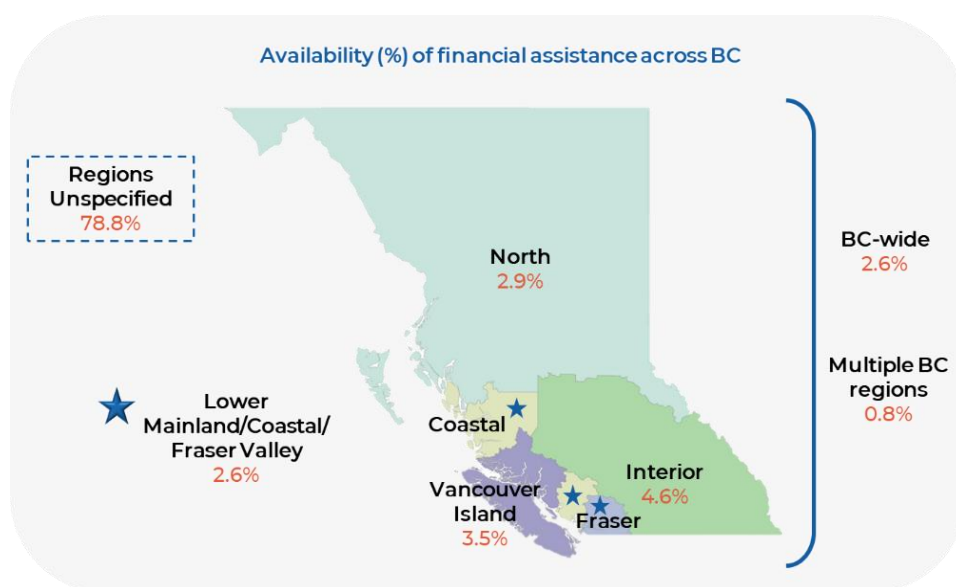 Availability (%) of financial assistance across BC
Regions
Unspecified
78.8%
North
2.9%
BC-wide
2.6%
Multiple BC
regions
0.8%
Lower
Mainland/Coastal/
Fraser Valley
2.6%
Coastal
Interior
4.6%
Vancouver
Island
3.5%
Fraser